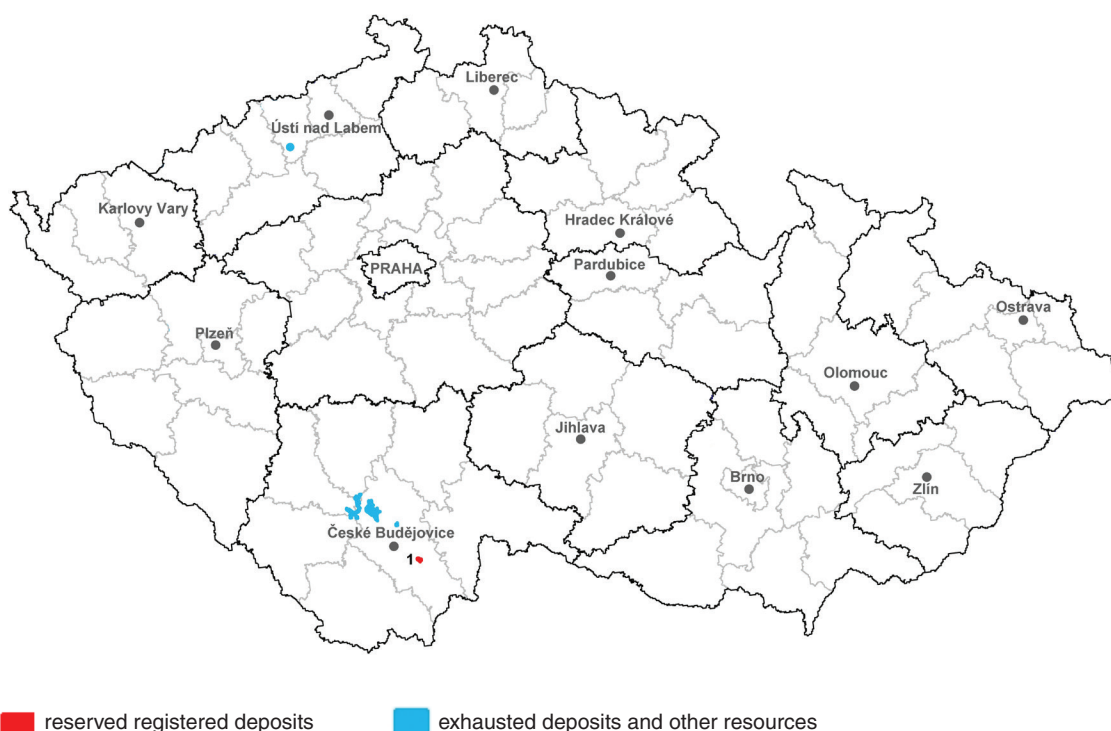 Liberec
Ústí nad Labem
Karlovy Vary
Hradec Králové
PRAHA
Pardubice
Ostrava
Plzeň
Olomouc
Jihlava
Brno
Zlín
České Budějovice
1
reserved registered deposits
exhausted deposits and other resources